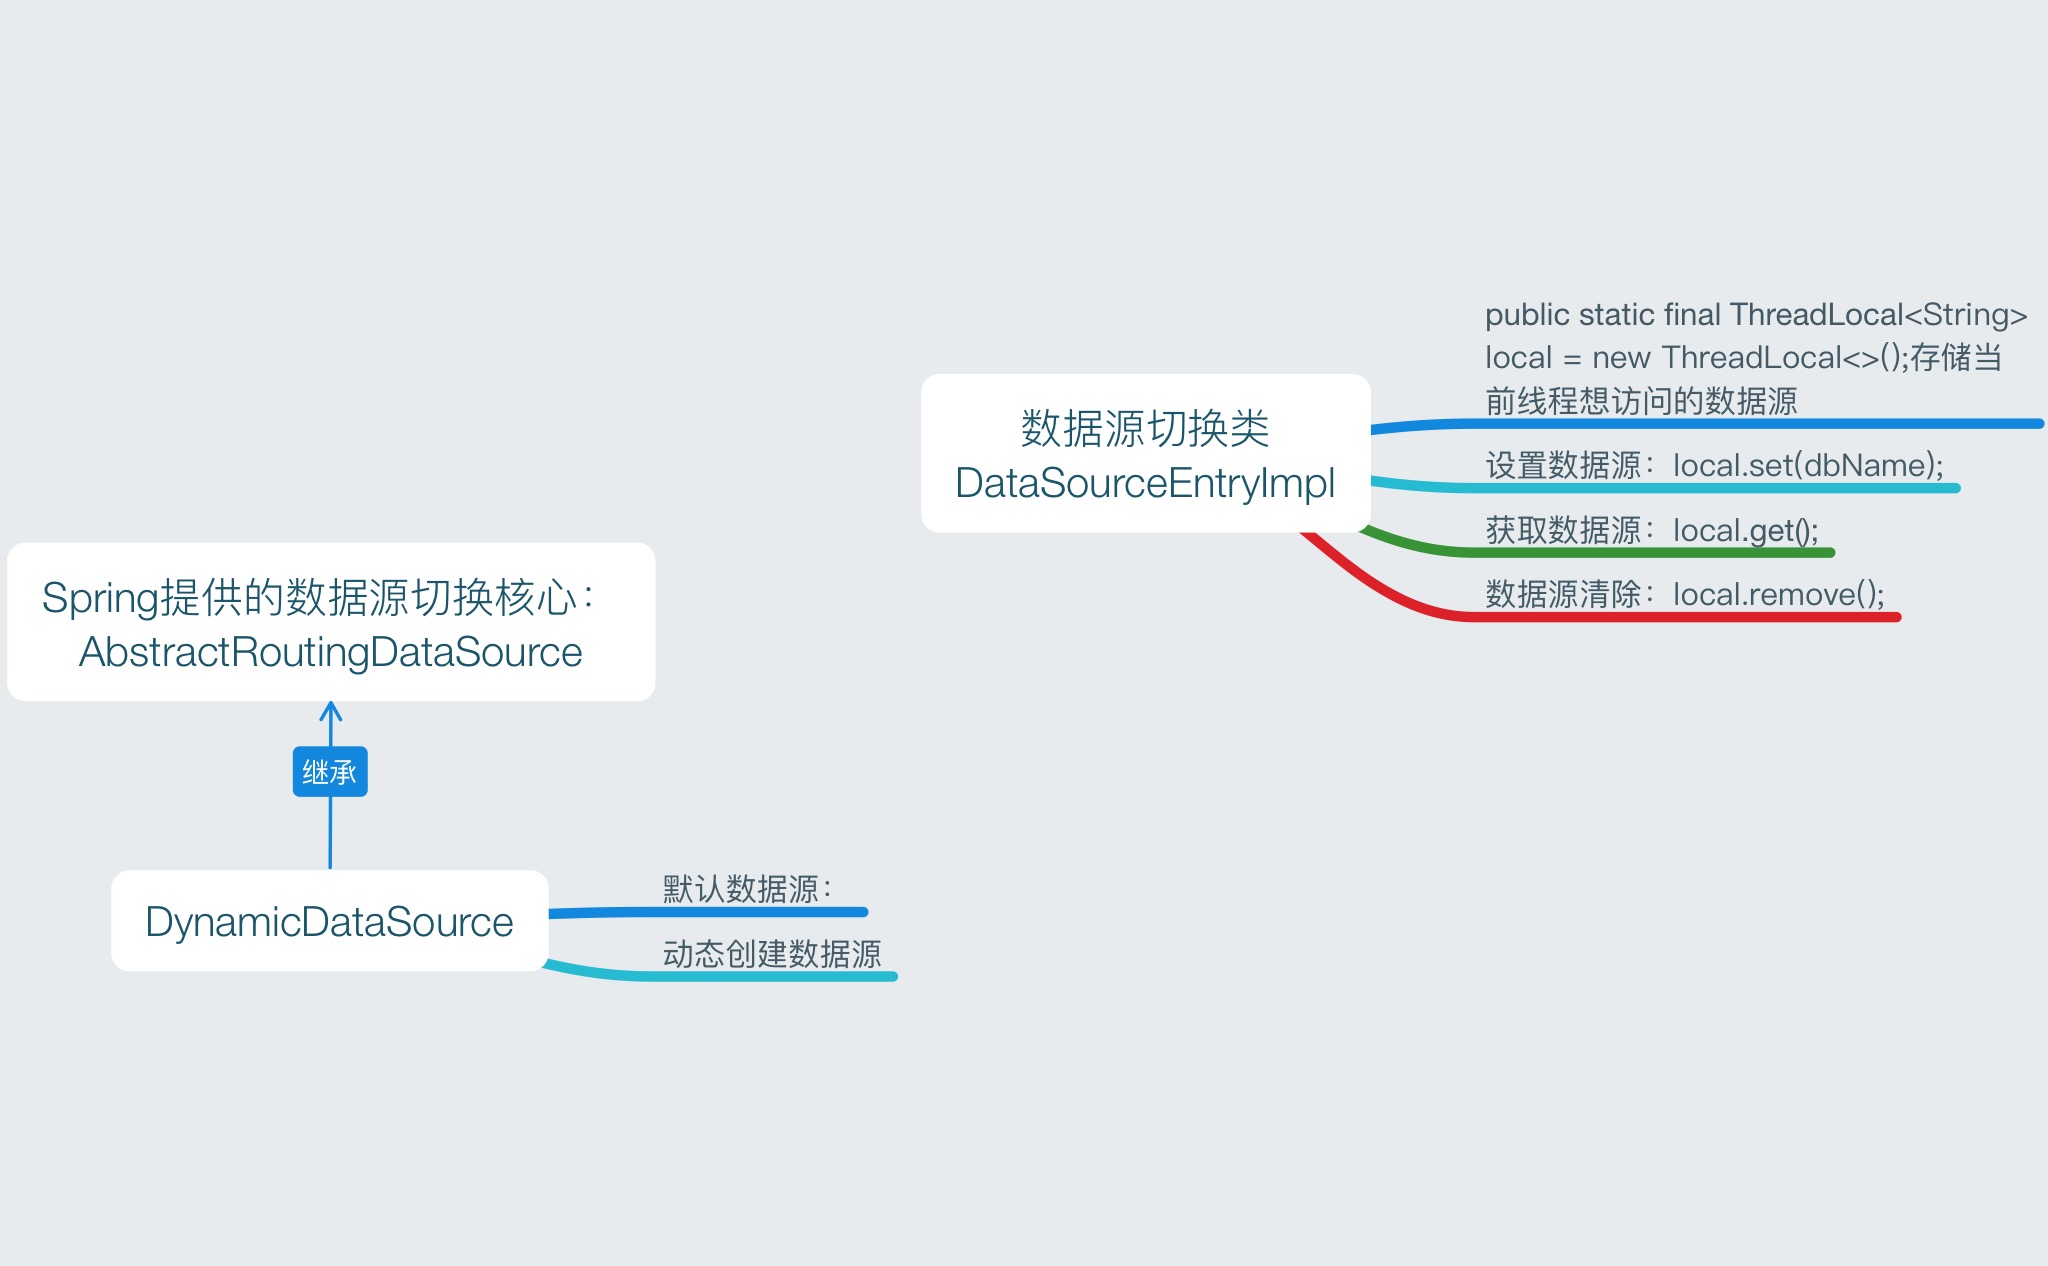 public static final ThreadLocal<String>
local = new ThreadLocal<>();存储当
前线程想访问的数据源
数据源切换类
DataSourceEntryImpl
设置数据源：local.set(dbName);
获取数据源：local.get();
数据源清除：local.remove();
Spring提供的数据源切换核心：
AbstractRoutingDataSource
继承
DynamicDataSource
默认数据源：
动态创建数据源